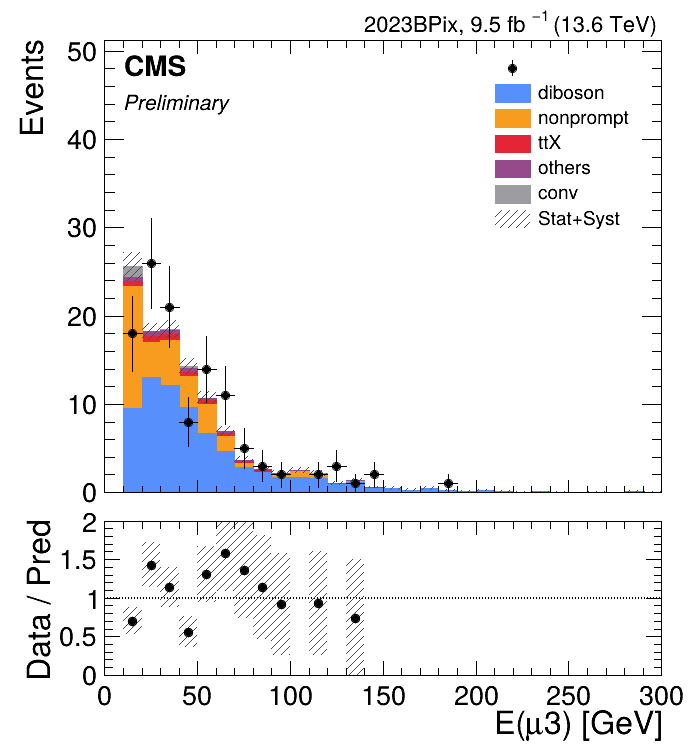 2023BPix, 9.5 fb⁻¹ (13.6 TeV)
CMS
Preliminary
Events
50
40
30
20
10
0
diboson
nonprompt
ttX
others
conv
Stat+Syst
Data / Pred
2
1.5
1
0.5
0
0 50 100 150 200 250 300
E(μ3) [GeV]